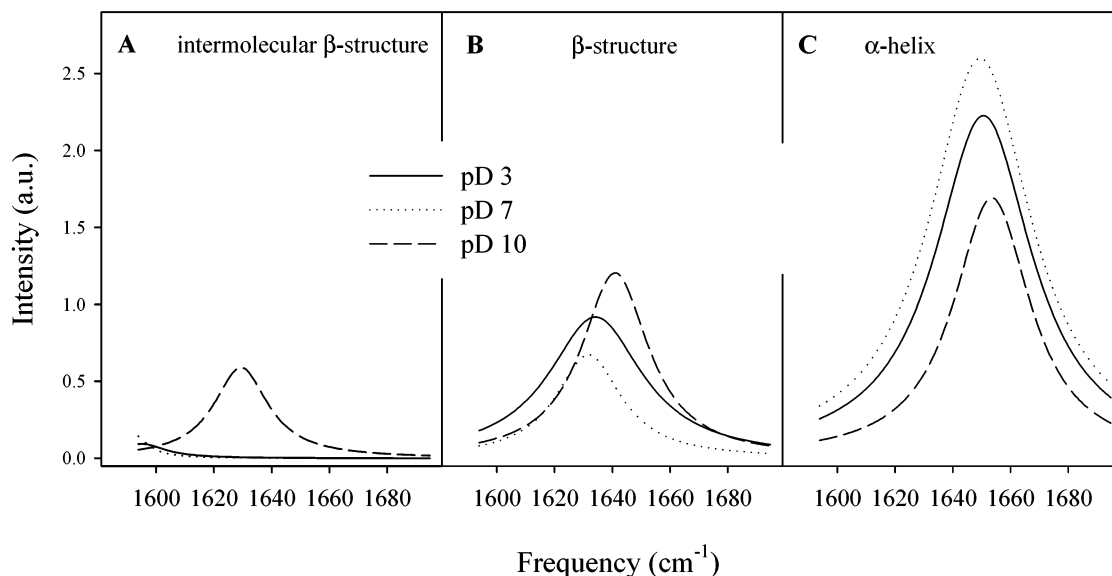 A intermolecular β-structure
B β-structure
C α-helix
2.5
2.0
1.5
1.0
0.5
0.0
Intensity (a.u.)
pD 3
pD 7
pD 10
1600 1620 1640 1660 1680
1600 1620 1640 1660 1680
1600 1620 1640 1660 1680
Frequency (cm⁻¹)